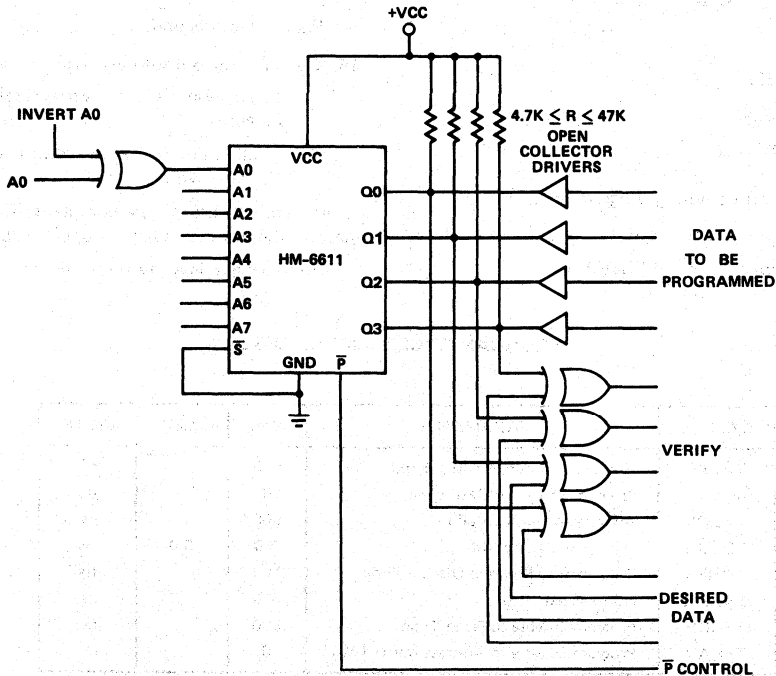 +VCC
4.7K ≤ R ≤ 47K
OPEN
COLLECTOR
DRIVERS
INVERT A0
A0
VCC
A0
A1
A2
A3
A4
A5
A6
A7
S̅
HM-6611
Q0
Q1
Q2
Q3
GND
P̅
DATA
TO BE
PROGRAMMED
VERIFY
DESIRED
DATA
P̅ CONTROL